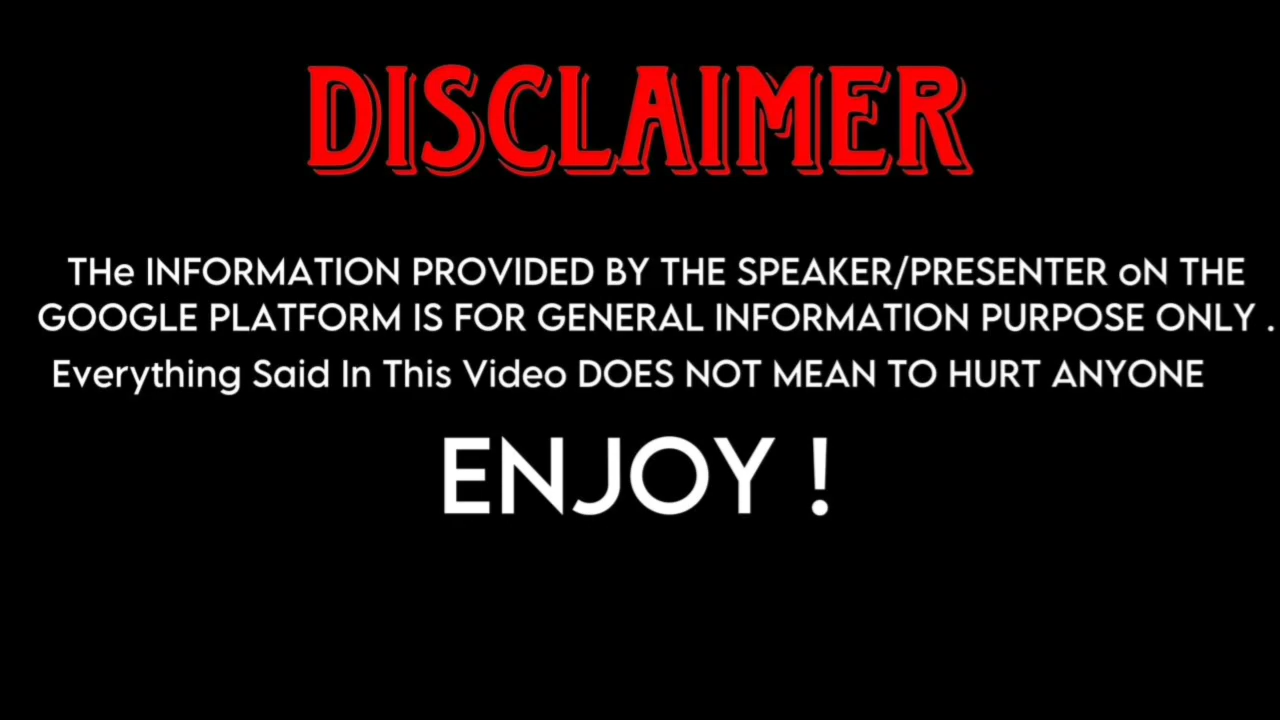 DISCLAIMER
THe INFORMATION PROVIDED BY THE SPEAKER/PRESENTER oN THE
GOOGLE PLATFORM IS FOR GENERAL INFORMATION PURPOSE ONLY .
Everything Said In This Video DOES NOT MEAN TO HURT ANYONE
ENJOY !